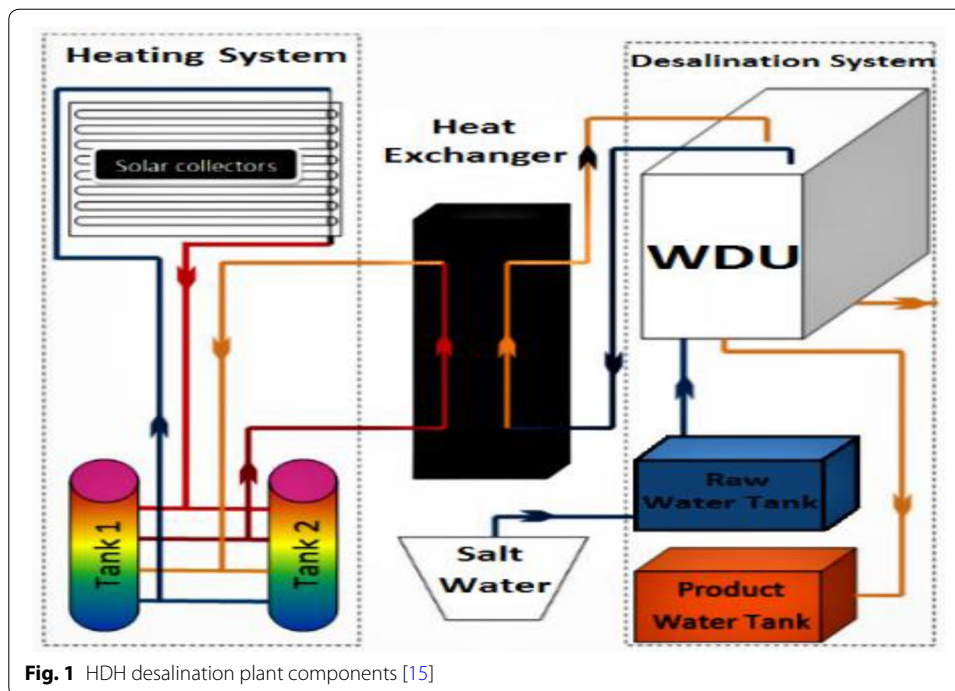 Heating System
Desalination System
Heat
Exchanger
Solar collectors
WDU
Tank 1
Tank 2
Raw
Water Tank
Salt
Water
Product
Water Tank
Fig. 1 HDH desalination plant components [15]